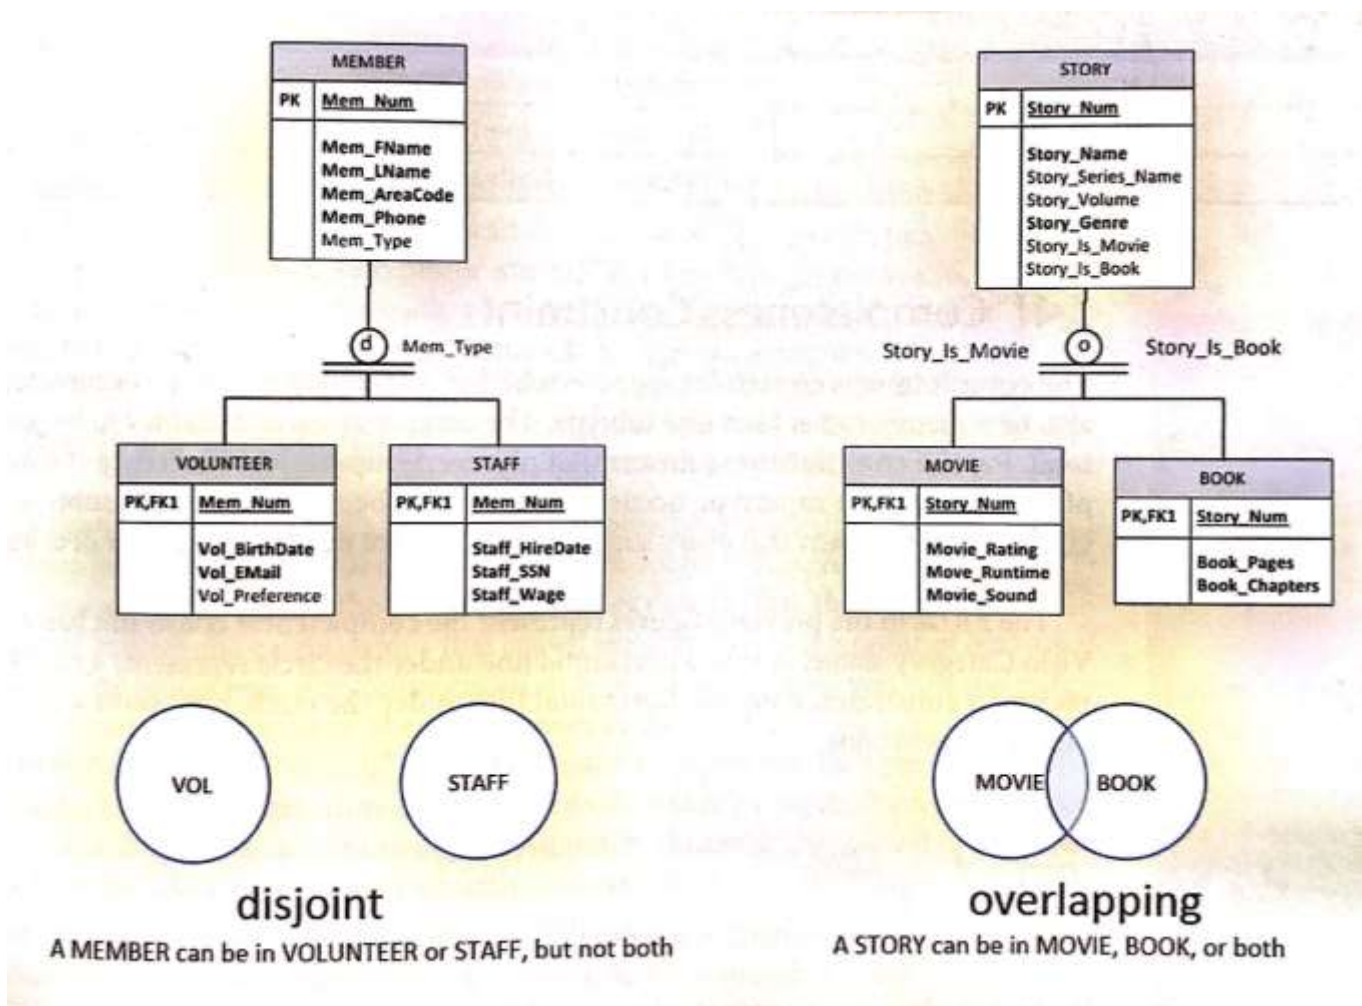 MEMBER
PK Mem_Num
Mem_FName
Mem_LName
Mem_AreaCode
Mem_Phone
Mem_Type
d Mem_Type
VOLUNTEER
PK,FK1 Mem_Num
Vol_BirthDate
Vol_EMail
Vol_Preference
STAFF
PK,FK1 Mem_Num
Staff_HireDate
Staff_SSN
Staff_Wage
VOL
STAFF
disjoint
A MEMBER can be in VOLUNTEER or STAFF, but not both
STORY
PK Story_Num
Story_Name
Story_Series_Name
Story_Volume
Story_Genre
Story_Is_Movie
Story_Is_Book
Story_Is_Movie o Story_Is_Book
MOVIE
PK,FK1 Story_Num
Movie_Rating
Move_Runtime
Movie_Sound
BOOK
PK,FK1 Story_Num
Book_Pages
Book_Chapters
MOVIE
BOOK
overlapping
A STORY can be in MOVIE, BOOK, or both